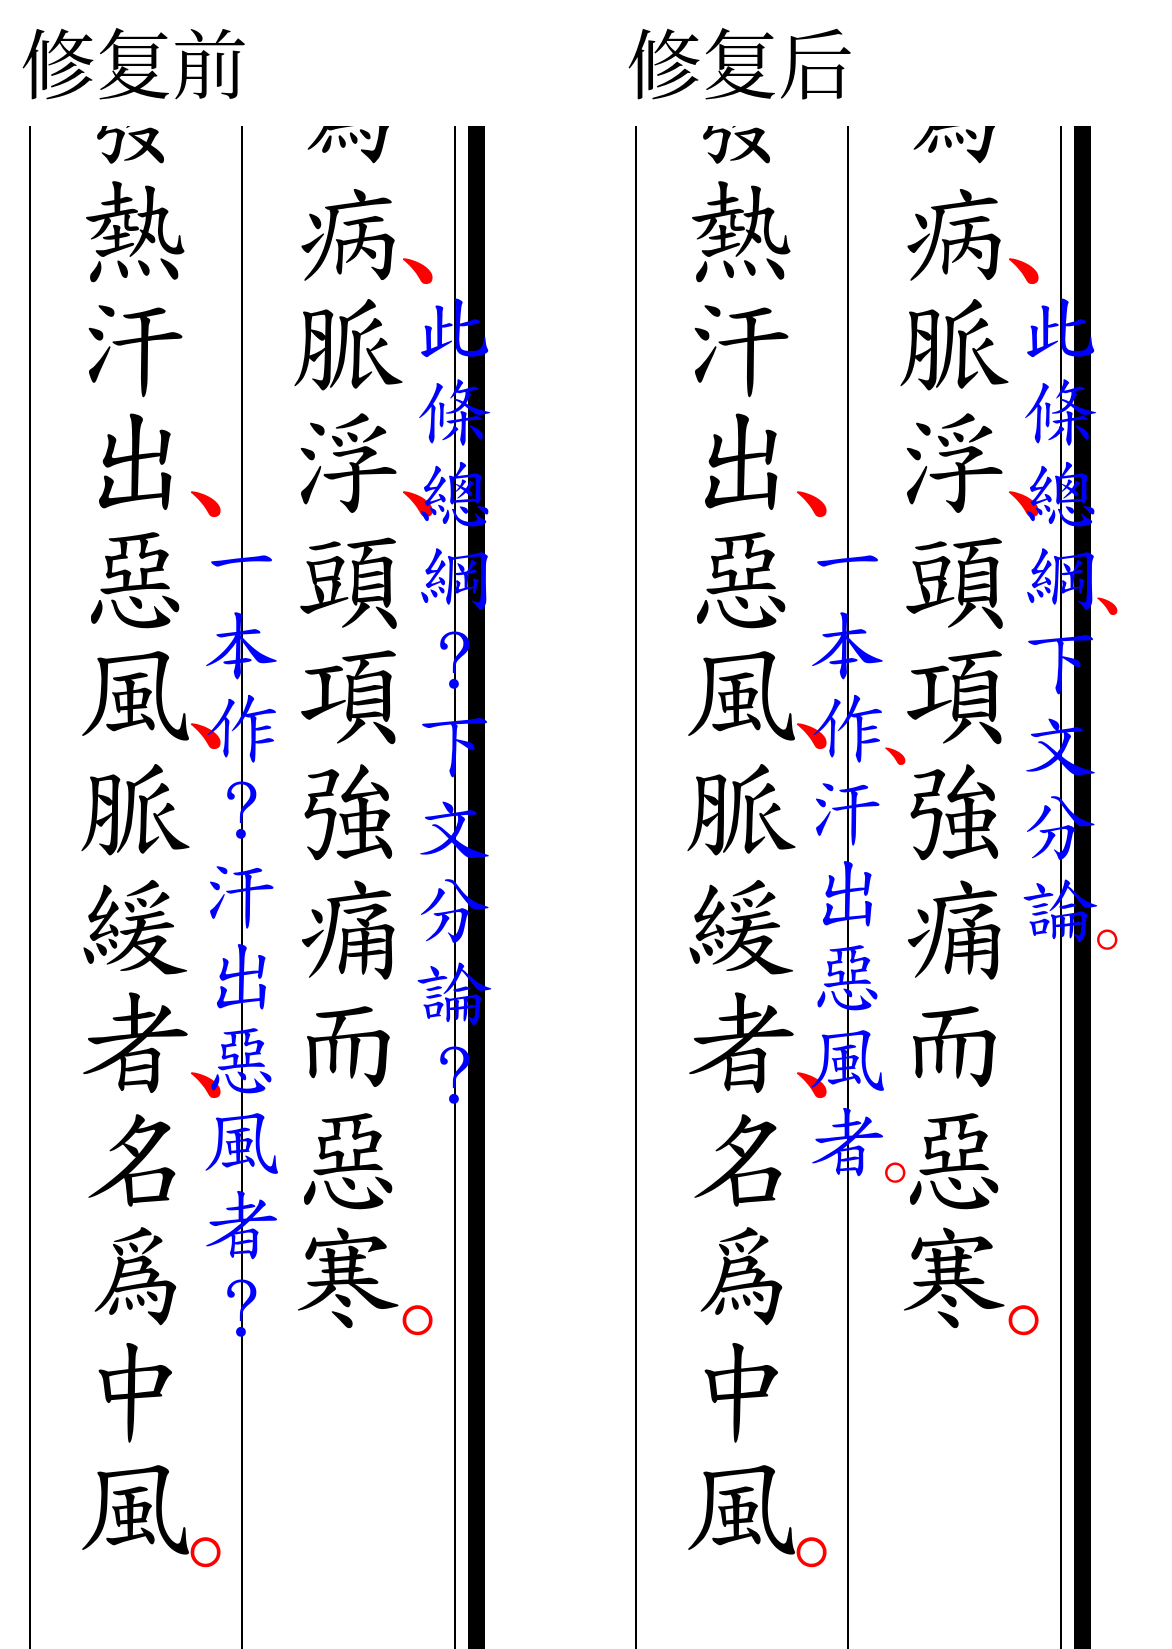 修复前
為病、脈浮、頭項強痛而惡寒。
此條總綱？下文分論？
發熱汗出、惡風、脈緩者、名爲中風。
一本作？汗出惡風者？
修复后
為病、脈浮、頭項強痛而惡寒。
此條總綱、下文分論。
發熱汗出、惡風、脈緩者、名爲中風。
一本作、汗出惡風者。